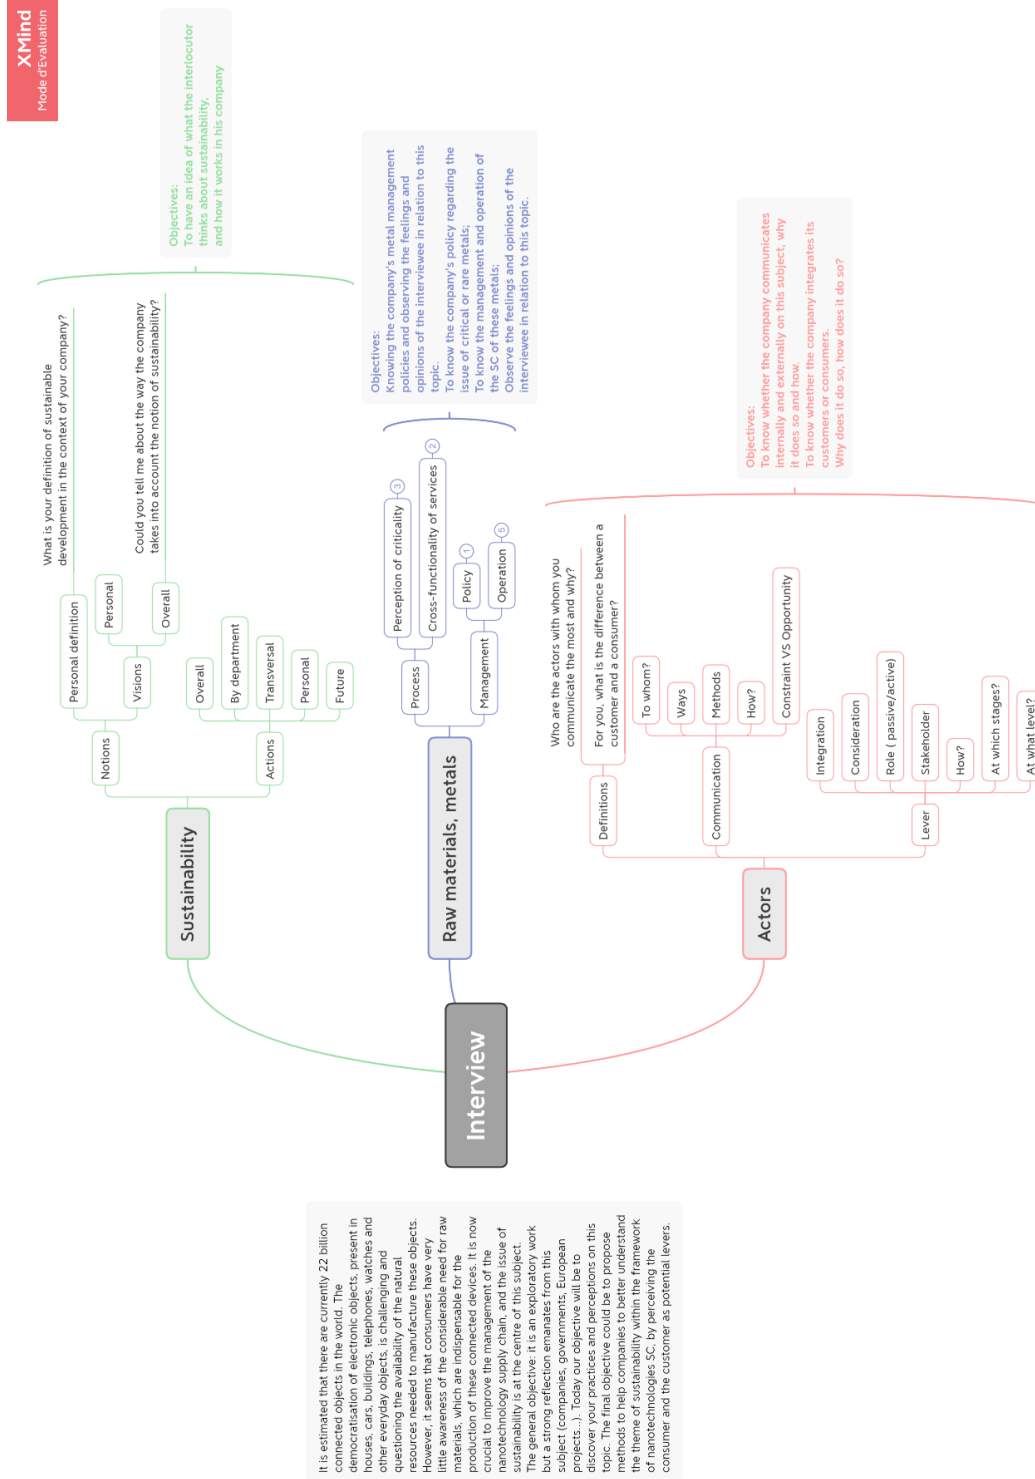 XMind
Mode d'Evaluation
It is estimated that there are currently 22 billion
connected objects in the world. The
democratisation of electronic objects, present in
houses, cars, buildings, telephones, watches and
other everyday objects, is challenging and
questioning the availability of the natural
resources needed to manufacture these objects.
However, it seems that consumers have very
little awareness of the considerable need for raw
materials, which are indispensable for the
production of these connected devices. It is now
crucial to improve the management of the
nanotechnology supply chain, and the issue of
sustainability is at the centre of this subject.
The general objective: it is an exploratory work
but a strong reflection emanates from this
subject (companies, governments, European
projects...). Today our objective will be to
discover your practices and perceptions on this
topic. The final objective could be to propose
methods to help companies to better understand
the theme of sustainability within the framework
of nanotechnologies SC, by perceiving the
consumer and the customer as potential levers.
Interview
Sustainability
Notions
Personal definition
What is your definition of sustainable
development in the context of your company?
Visions
Personal
Overall
Could you tell me about the way the company
takes into account the notion of sustainability?
Actions
Overall
By department
Transversal
Personal
Future
Objectives:
To have an idea of what the interlocutor
thinks about sustainability,
and how it works in his company
Raw materials, metals
Process
Perception of criticality
3
Cross-functionality of services
2
Management
Policy
1
Operation
5
Objectives:
Knowing the company's metal management
policies and observing the feelings and
opinions of the interviewee in relation to this
topic.
To know the company's policy regarding the
issue of critical or rare metals;
To know the management and operation of
the SC of these metals;
Observe the feelings and opinions of the
interviewee in relation to this topic.
Actors
Definitions
Who are the actors with whom you
communicate the most and why?
For you, what is the difference between a
customer and a consumer?
Communication
To whom?
Ways
Methods
How?
Constraint VS Opportunity
Lever
Integration
Consideration
Role ( passive/active)
Stakeholder
How?
At which stages?
At what level?
Objectives:
To know whether the company communicates
internally and externally on this subject, why
it does so and how.
To know whether the company integrates its
customers or consumers.
Why does it do so, how does it do so?